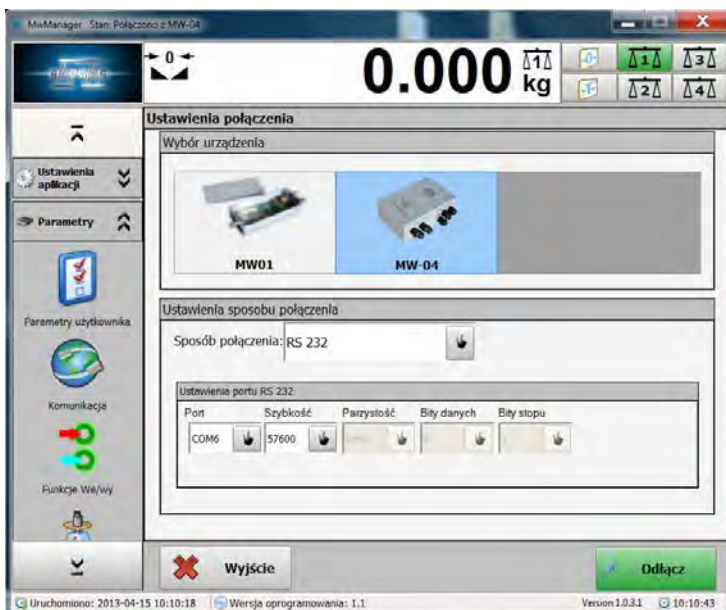 MwManager Stan: Połączono z MW-04
0
0.000
kg
1
0
1
3
T
2
4
Ustawienia połączenia
Wybór urządzenia
Ustawienia aplikacji
MW01
MW-04
Parametry
Ustawienia sposobu połączenia
Sposób połączenia: RS 232
Parametry użytkownika
Ustawienia portu RS 232
Port Szybkość Parzystość Bity danych Bity stopu
COM6 57600
Komunikacja
Funkcje We/wy
Wyjście
Odłącz
Uruchomiono: 2013-04-15 10:10:18 Wersja oprogramowania: 1.1 Version 1.0.3.1 10:10:43